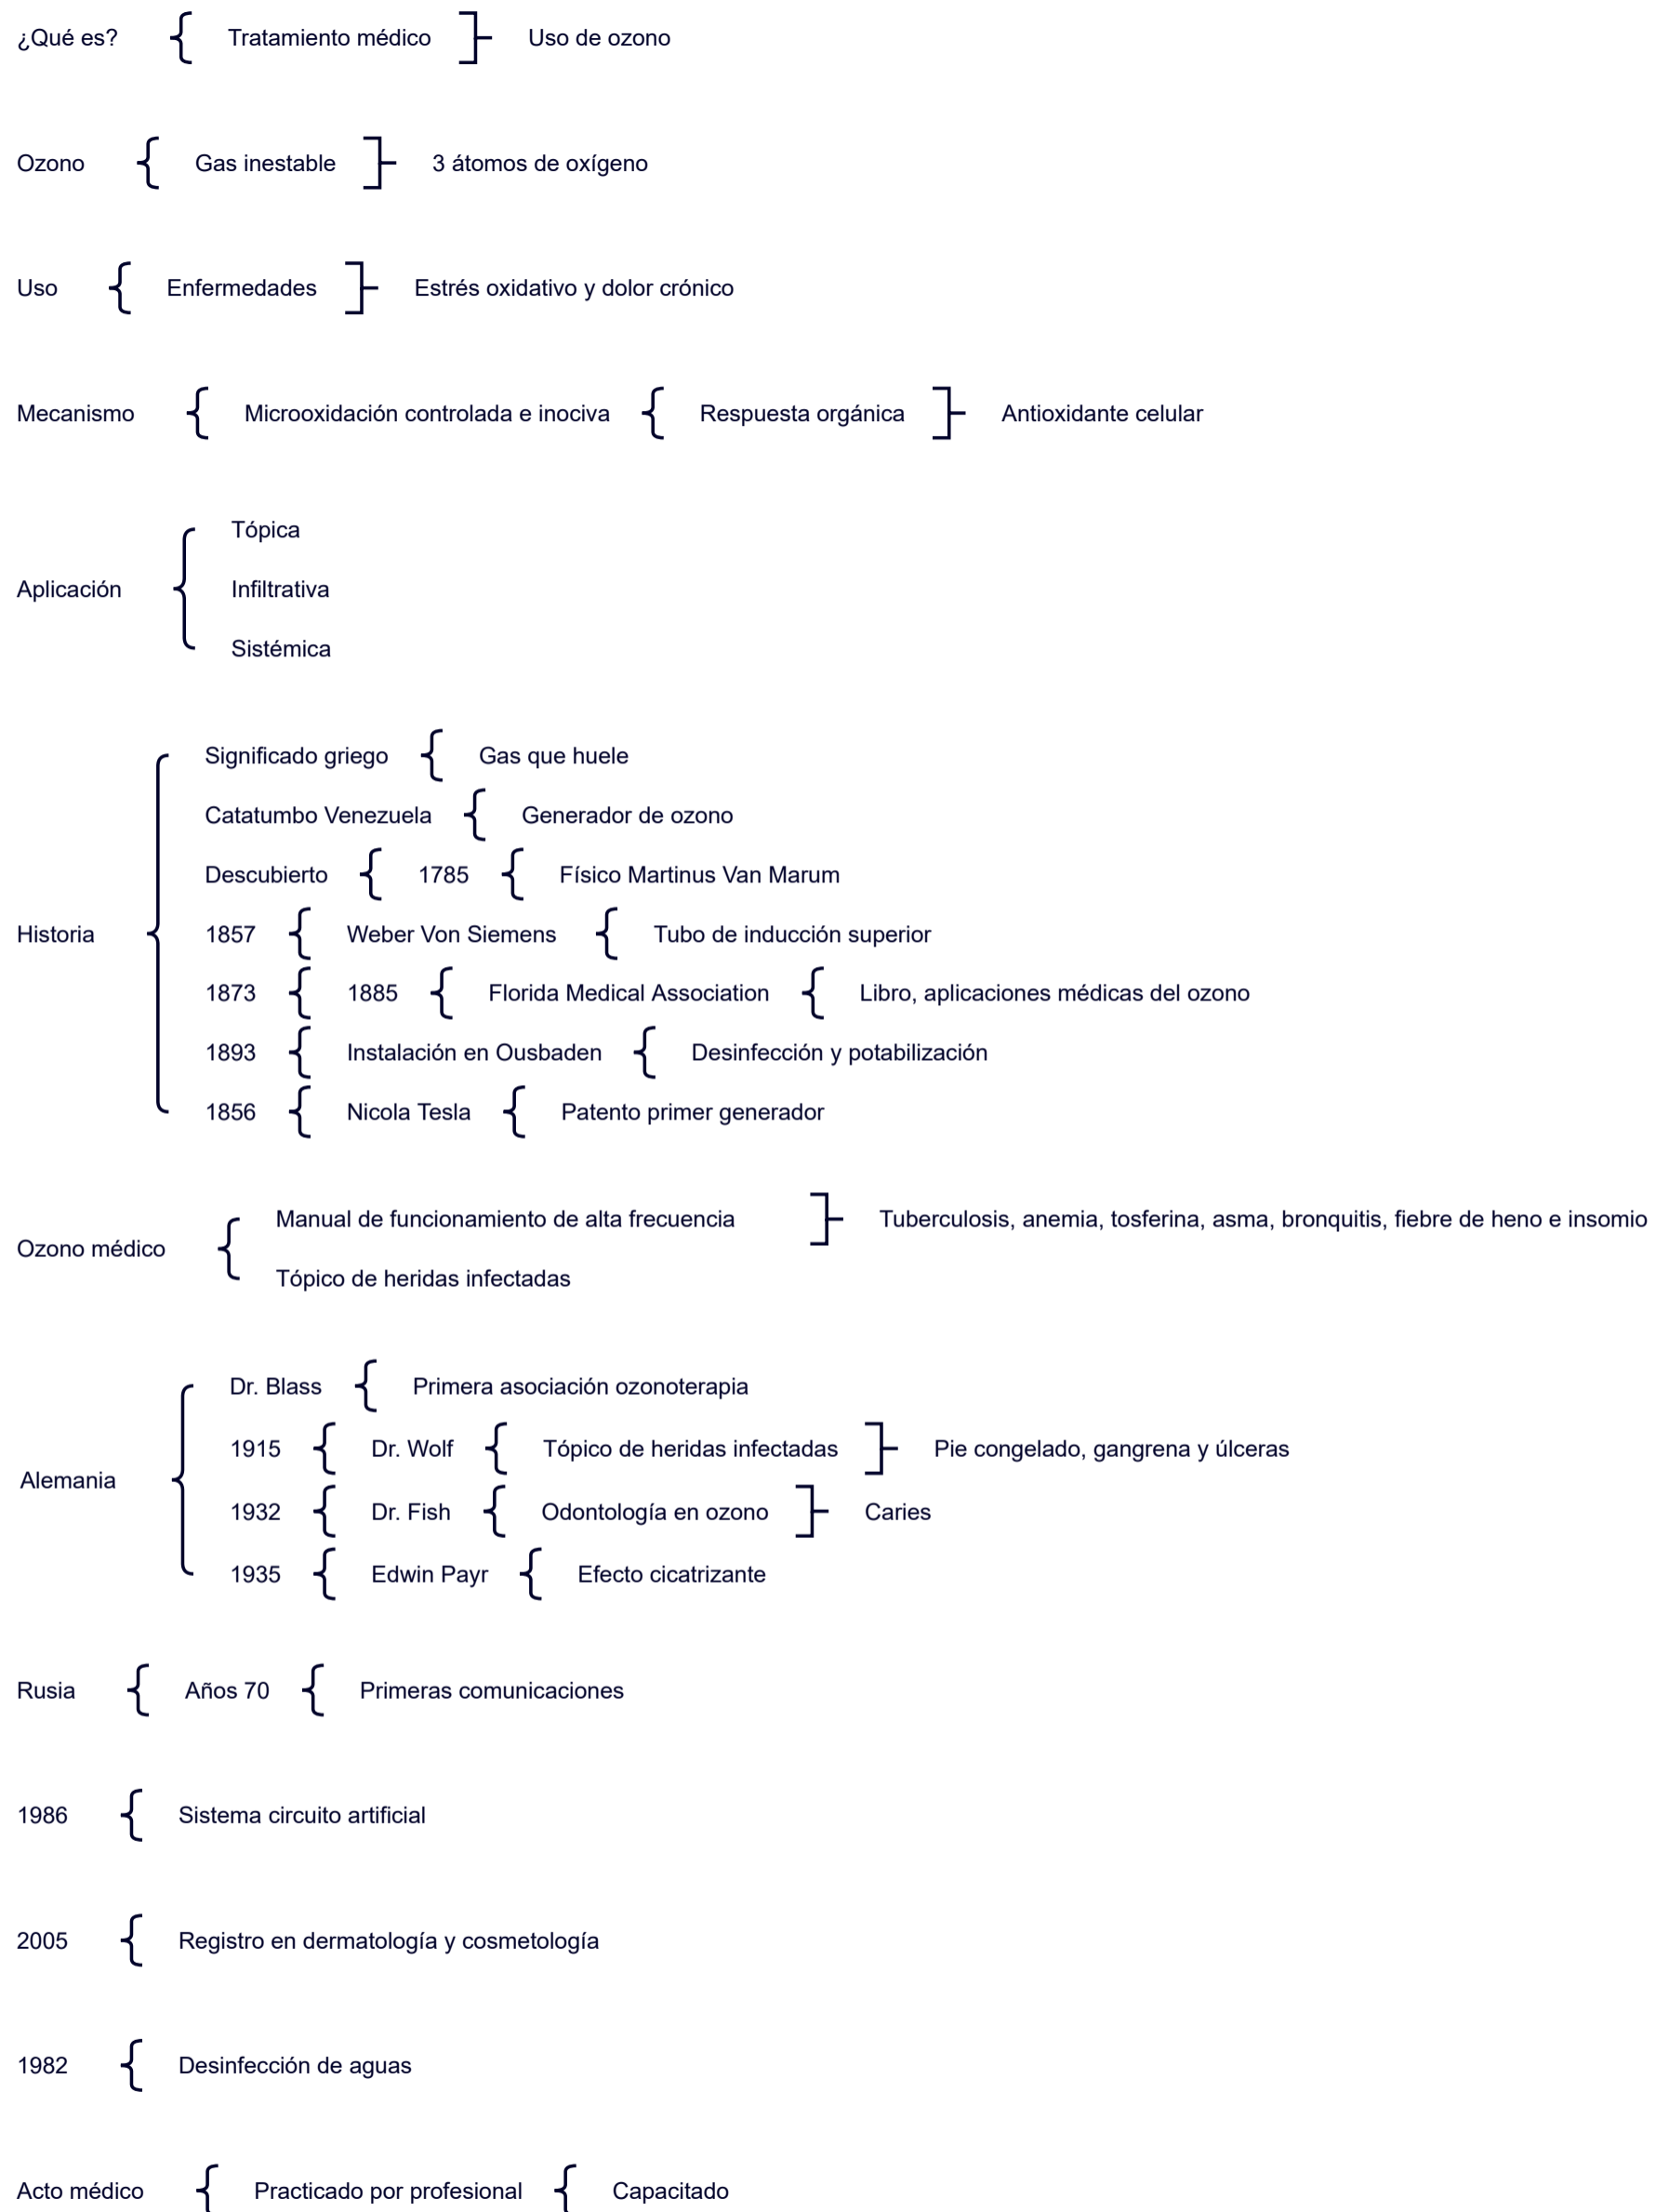 ¿Qué es? Tratamiento médico Uso de ozono
Ozono Gas inestable 3 átomos de oxígeno
Uso Enfermedades Estrés oxidativo y dolor crónico
Mecanismo Microoxidación controlada e inociva Respuesta orgánica Antioxidante celular
Tópica
Aplicación Infiltrativa
Sistémica
Significado griego Gas que huele
Catatumbo Venezuela Generador de ozono
Descubierto 1785 Físico Martinus Van Marum
Historia 1857 Weber Von Siemens Tubo de inducción superior
1873 1885 Florida Medical Association Libro, aplicaciones médicas del ozono
1893 Instalación en Ousbaden Desinfección y potabilización
1856 Nicola Tesla Patento primer generador
Manual de funcionamiento de alta frecuencia Tuberculosis, anemia, tosferina, asma, bronquitis, fiebre de heno e insomio
Ozono médico
Tópico de heridas infectadas
Dr. Blass Primera asociación ozonoterapia
1915 Dr. Wolf Tópico de heridas infectadas Pie congelado, gangrena y úlceras
Alemania
1932 Dr. Fish Odontología en ozono Caries
1935 Edwin Payr Efecto cicatrizante
Rusia Años 70 Primeras comunicaciones
1986 Sistema circuito artificial
2005 Registro en dermatología y cosmetología
1982 Desinfección de aguas
Acto médico Practicado por profesional Capacitado